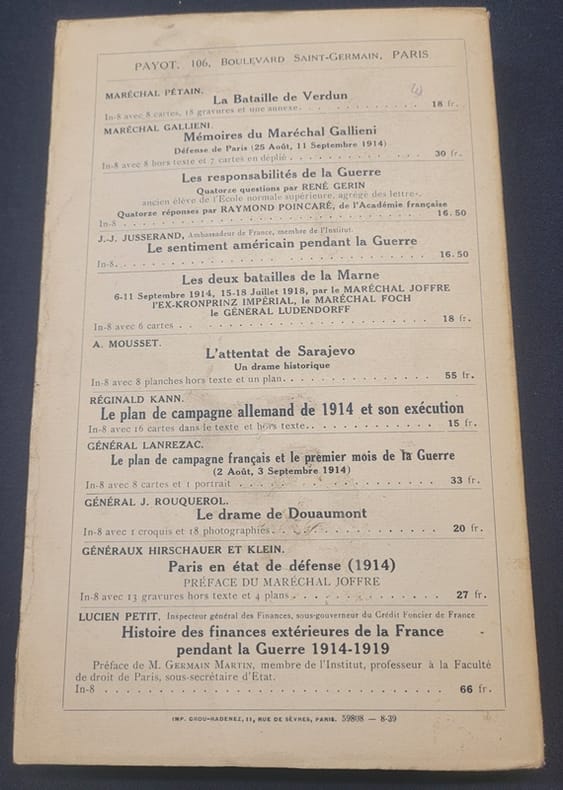 PAYOT, 106, BOULEVARD SAINT-GERMAIN, PARIS
MARÉCHAL PÉTAIN.
La Bataille de Verdun
In-8 avec 8 cartes, 18 gravures et une annexe. . . . . . . . . . . 18 fr.
MARÉCHAL GALLIENI.
Mémoires du Maréchal Gallieni
Défense de Paris (25 Août, 11 Septembre 1914)
In-8 avec 8 hors texte et 7 cartes en déplié . . . . . . . . . . . 30 fr.
Les responsabilités de la Guerre
Quatorze questions par RENÉ GERIN
ancien élève de l'École normale supérieure, agrégé des lettres.
Quatorze réponses par RAYMOND POINCARÉ, de l'Académie française
In-8 . . . . . . . . . . . . . . . . . . . . . . 16.50
J.-J. JUSSERAND, Ambassadeur de France, membre de l'Institut.
Le sentiment américain pendant la Guerre
In-8. . . . . . . . . . . . . . . . . . . . . . 16.50
Les deux batailles de la Marne
6-11 Septembre 1914, 15-18 Juillet 1918, par le MARÉCHAL JOFFRE
l'EX-KRONPRINZ IMPÉRIAL, le MARÉCHAL FOCH
le GÉNÉRAL LUDENDORFF
In-8 avec 6 cartes . . . . . . . . . . . . . . . . . . 18 fr.
A. MOUSSET.
L'attentat de Sarajevo
Un drame historique
In-8 avec 8 planches hors texte et un plan. . . . . . . . . . . . 55 fr.
RÉGINALD KANN.
Le plan de campagne allemand de 1914 et son exécution
In-8 avec 16 cartes dans le texte et hors texte. . . . . . . . . . . 15 fr.
GÉNÉRAL LANREZAC.
Le plan de campagne français et le premier mois de la Guerre
(2 Août, 3 Septembre 1914)
In-8 avec 8 cartes et 1 portrait . . . . . . . . . . . . . . . 33 fr.
GÉNÉRAL J. ROUQUEROL.
Le drame de Douaumont
In-8 avec 1 croquis et 18 photographies. . . . . . . . . . . . . 20 fr.
GÉNÉRAUX HIRSCHAUER ET KLEIN.
Paris en état de défense (1914)
PRÉFACE DU MARÉCHAL JOFFRE
In-8 avec 13 gravures hors texte et 4 plans . . . . . . . . . . . . 27 fr.
LUCIEN PETIT, Inspecteur général des Finances, sous-gouverneur du Crédit Foncier de France
Histoire des finances extérieures de la France
pendant la Guerre 1914-1919
Préface de M. GERMAIN MARTIN, membre de l'Institut, professeur à la Faculté
de droit de Paris, sous-secrétaire d'Etat.
In-8 . . . . . . . . . . . . . . . . . . . . . . 66 fr.
IMP. GROU-RADENEZ, 11, RUE DE SÈVRES, PARIS. 59808 — 8-39